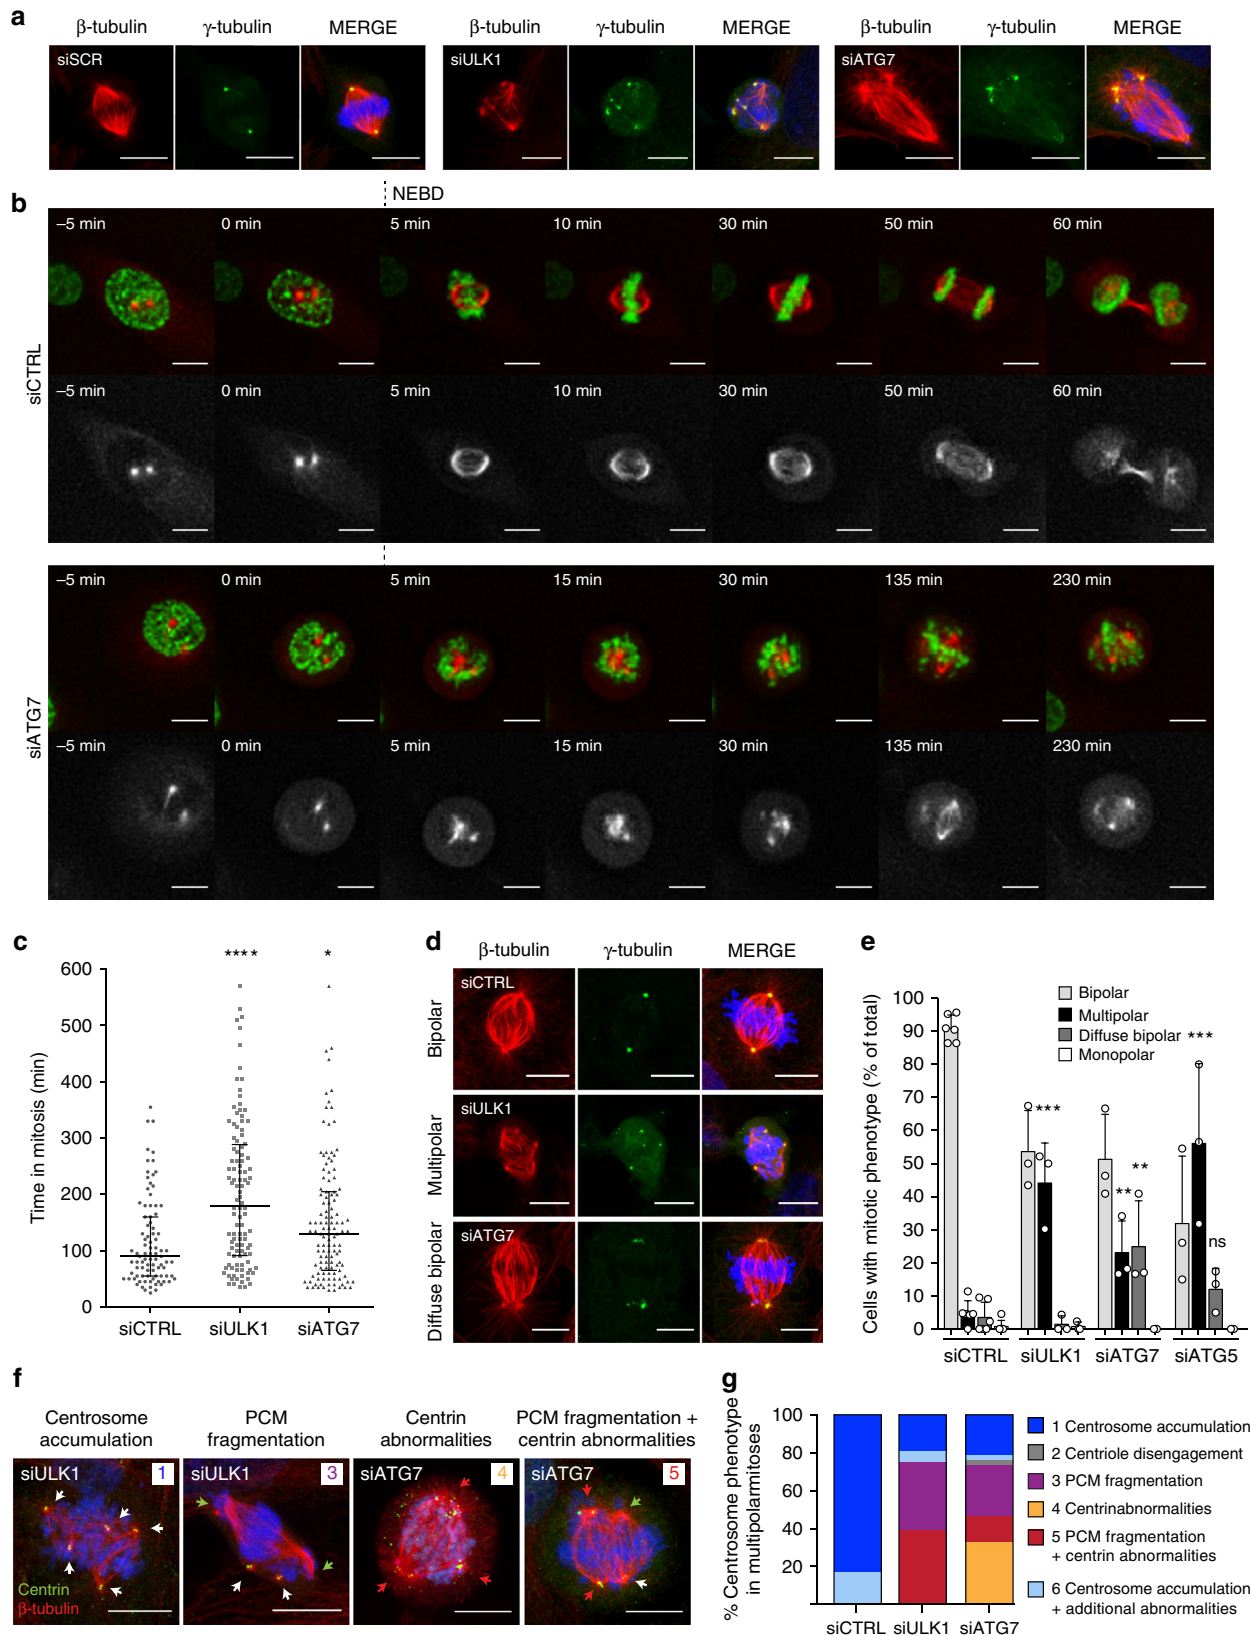 a
β-tubulin γ-tubulin MERGE β-tubulin γ-tubulin MERGE β-tubulin γ-tubulin MERGE
siSCR siULK1 siATG7
NEBD
b
siCTRL
–5 min 0 min 5 min 10 min 30 min 50 min 60 min
–5 min 0 min 5 min 10 min 30 min 50 min 60 min
siATG7
–5 min 0 min 5 min 15 min 30 min 135 min 230 min
–5 min 0 min 5 min 15 min 30 min 135 min 230 min
c
Time in mitosis (min)
**** *
600
500
400
300
200
100
0
siCTRL siULK1 siATG7
d
β-tubulin γ-tubulin MERGE
Bipolar
siCTRL
Multipolar
siULK1
Diffuse bipolar
siATG7
e
Cells with mitotic phenotype (% of total)
100
90
80
70
60
50
40
30
20
10
0
Bipolar
Multipolar
Diffuse bipolar
Monopolar
*** ** ** *** ns
siCTRL siULK1 siATG7 siATG5
f
Centrosome accumulation
PCM fragmentation
Centrin abnormalities
PCM fragmentation + centrin abnormalities
siULK1 1
siULK1 3
siATG7 4
siATG7 5
Centrin
β-tubulin
g
% Centrosome phenotype
in multipolarmitoses
100
80
60
40
20
siCTRL siULK1 siATG7
1 Centrosome accumulation
2 Centriole disengagement
3 PCM fragmentation
4 Centrinabnormalities
5 PCM fragmentation
+ centrin abnormalities
6 Centrosome accumulation
+ additional abnormalities